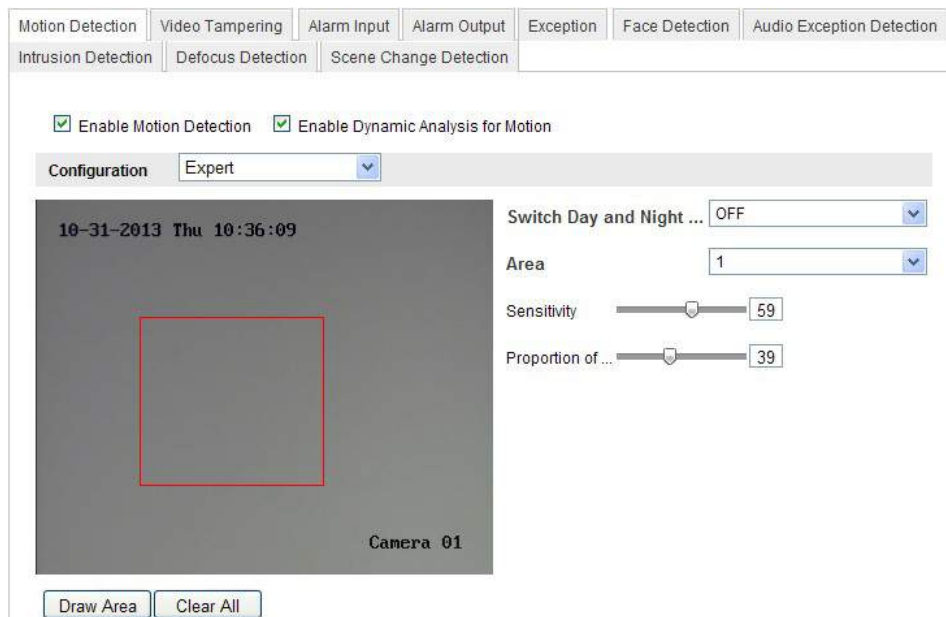 Motion Detection Video Tampering Alarm Input Alarm Output Exception Face Detection Audio Exception Detection
Intrusion Detection Defocus Detection Scene Change Detection
Enable Motion Detection Enable Dynamic Analysis for Motion
Configuration Expert
10-31-2013 Thu 10:36:09
Camera 01
Switch Day and Night ... OFF
Area 1
Sensitivity 59
Proportion of ... 39
Draw Area Clear All